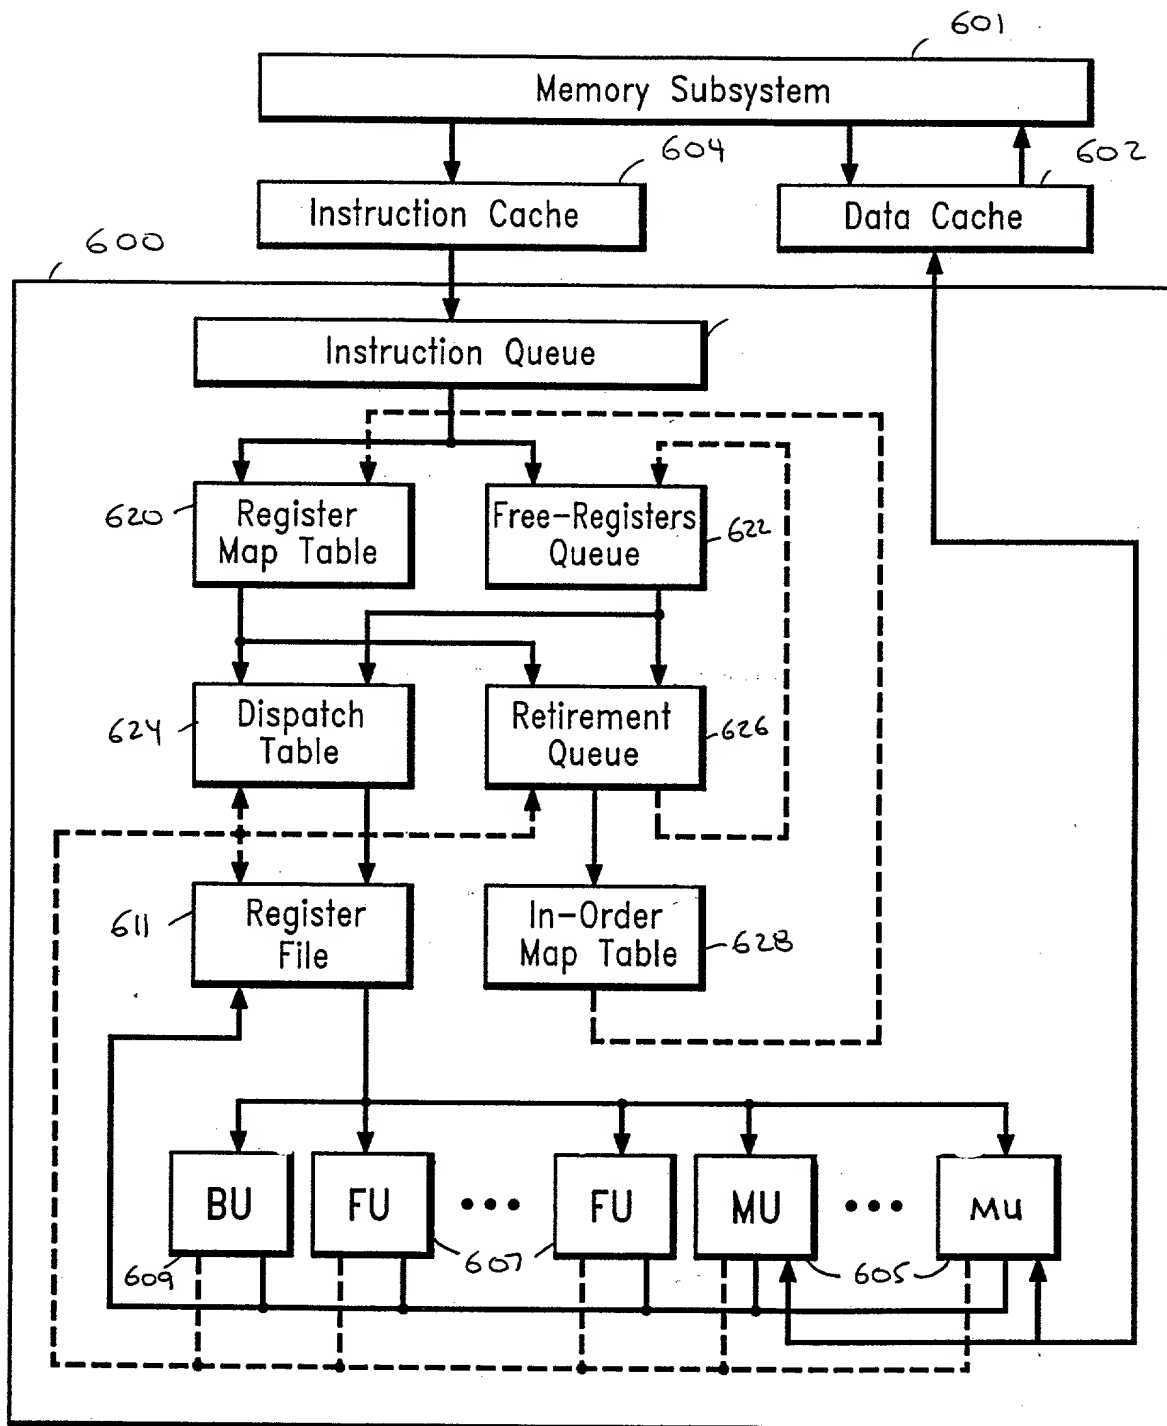 601
Memory Subsystem
604
602
Instruction Cache
Data Cache
600
Instruction Queue
620
Register
Map Table
Free-Registers
Queue
622
624
Dispatch
Table
Retirement
Queue
626
611
Register
File
In-Order
Map Table
628
BU
FU
•••
FU
MU
•••
MU
609
607
605